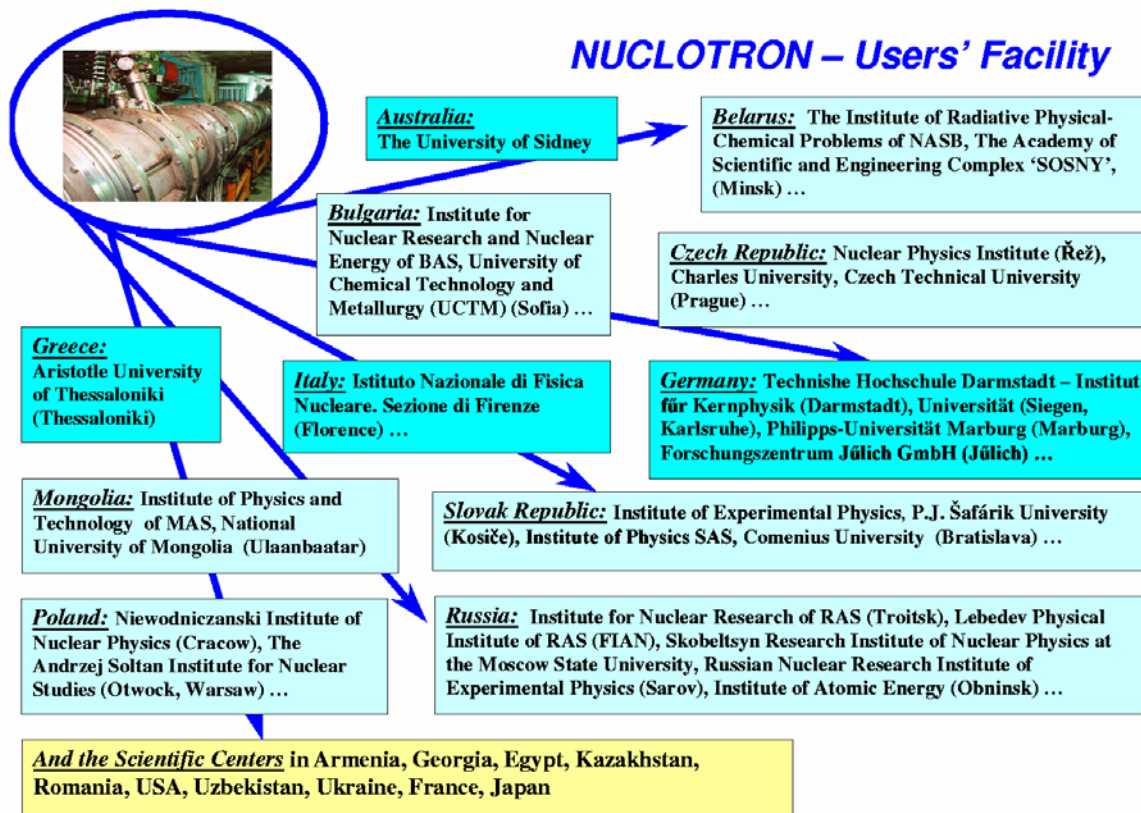 NUCLOTRON – Users' Facility
Australia:
The University of Sidney
Belarus: The Institute of Radiative Physical-
Chemical Problems of NASB, The Academy of
Scientific and Engineering Complex 'SOSNY',
(Minsk) ...
Bulgaria: Institute for
Nuclear Research and Nuclear
Energy of BAS, University of
Chemical Technology and
Metallurgy (UCTM) (Sofia) ...
Czech Republic: Nuclear Physics Institute (Řež),
Charles University, Czech Technical University
(Prague) ...
Greece:
Aristotle University
of Thessaloniki
(Thessaloniki)
Italy: Istituto Nazionale di Fisica
Nucleare. Sezione di Firenze
(Florence) ...
Germany: Technishe Hochschule Darmstadt – Institut
fűr Kernphysik (Darmstadt), Universität (Siegen,
Karlsruhe), Philipps-Universität Marburg (Marburg),
Forschungszentrum Jűlich GmbH (Jűlich) ...
Mongolia: Institute of Physics and
Technology of MAS, National
University of Mongolia (Ulaanbaatar)
Slovak Republic: Institute of Experimental Physics, P.J. Šafárik University
(Kosiče), Institute of Physics SAS, Comenius University (Bratislava) ...
Poland: Niewodniczanski Institute of
Nuclear Physics (Cracow), The
Andrzej Soltan Institute for Nuclear
Studies (Otwock, Warsaw) ...
Russia: Institute for Nuclear Research of RAS (Troitsk), Lebedev Physical
Institute of RAS (FIAN), Skobeltsyn Research Institute of Nuclear Physics at
the Moscow State University, Russian Nuclear Research Institute of
Experimental Physics (Sarov), Institute of Atomic Energy (Obninsk) ...
And the Scientific Centers in Armenia, Georgia, Egypt, Kazakhstan,
Romania, USA, Uzbekistan, Ukraine, France, Japan